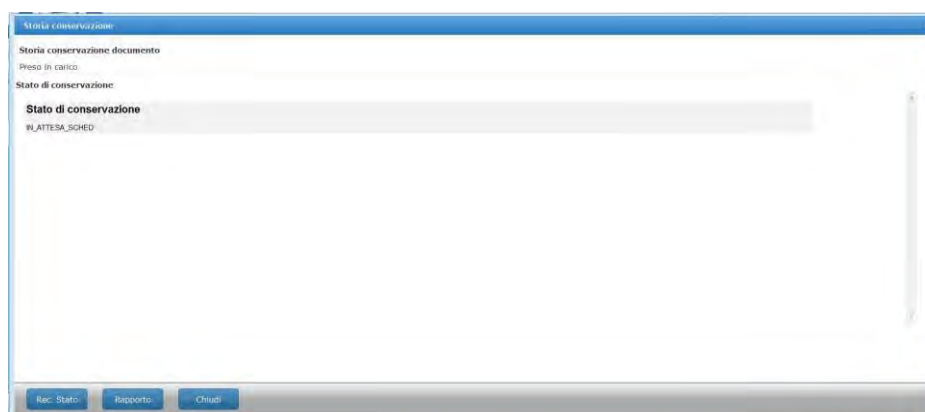 Storia conservazione
Storia conservazione documento
Preso in carico
Stato di conservazione
Stato di conservazione
IN_ATTESA_SCHED
Rec. Stato Rapporto Chiudi